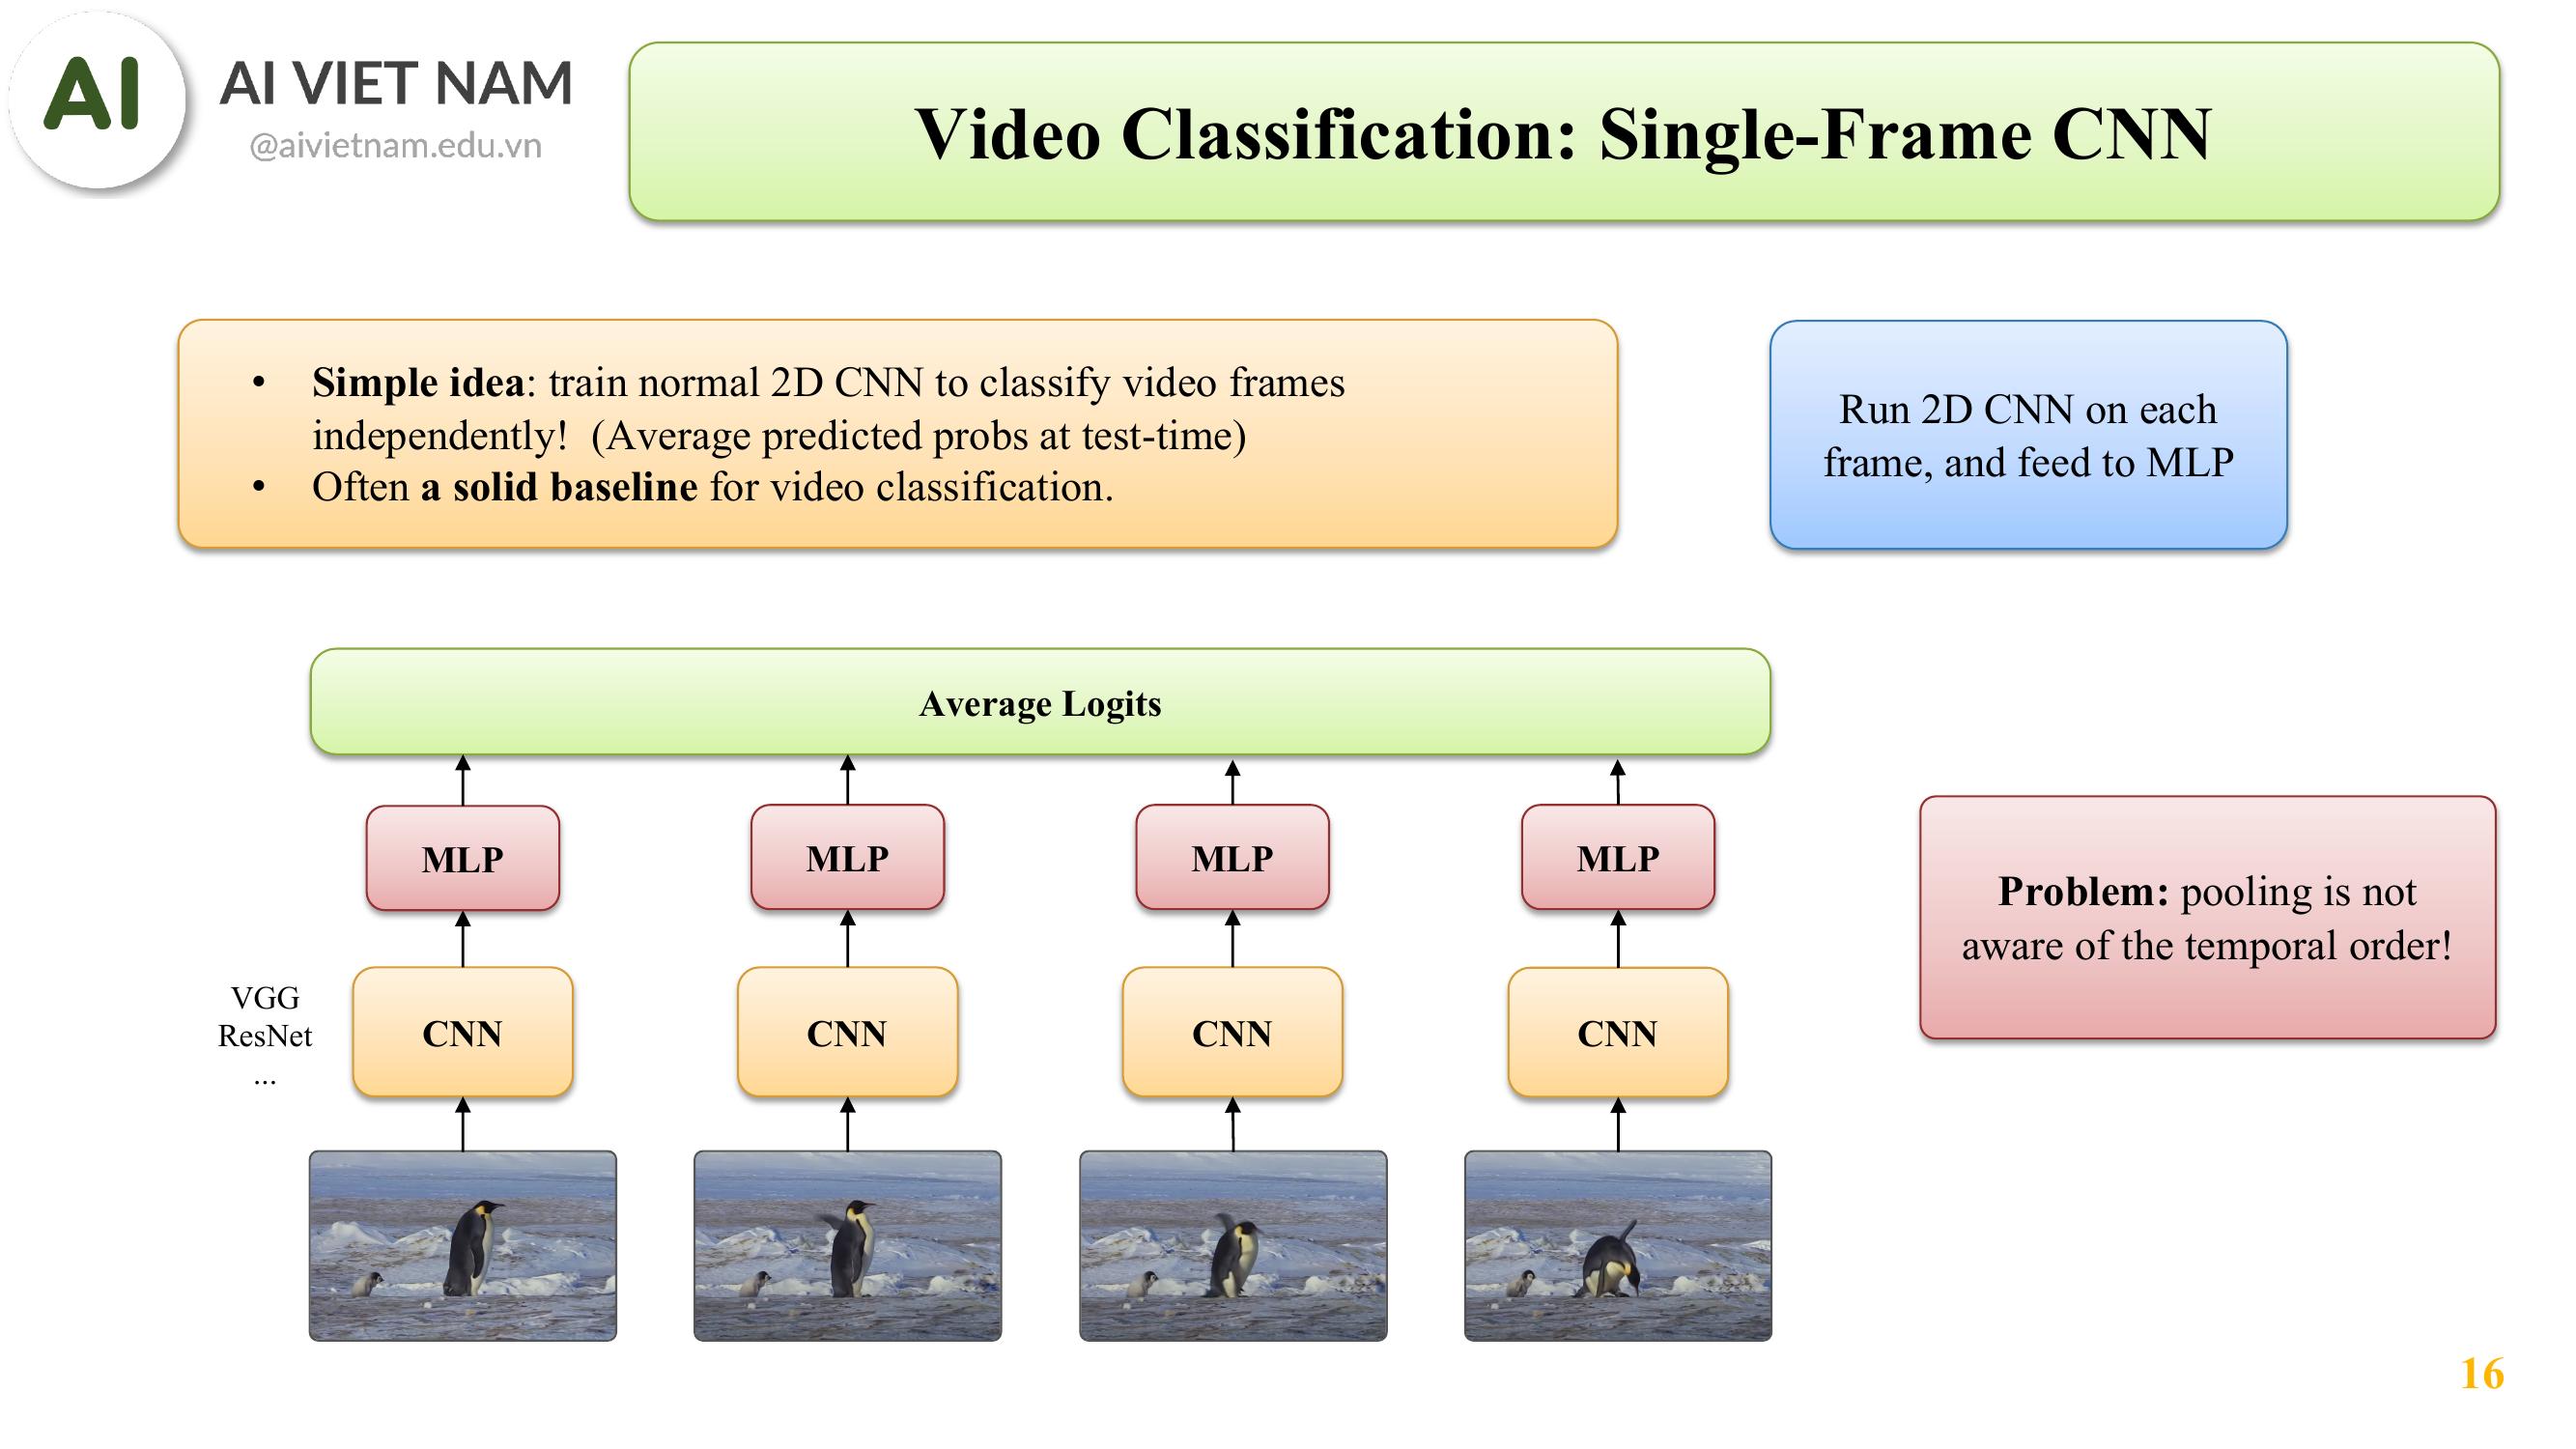 AI
AI VIET NAM
@aivietnam.edu.vn
Video Classification: Single-Frame CNN
• Simple idea: train normal 2D CNN to classify video frames
independently!  (Average predicted probs at test-time)
• Often a solid baseline for video classification.
Run 2D CNN on each
frame, and feed to MLP
Average Logits
MLP
MLP
MLP
MLP
Problem: pooling is not
aware of the temporal order!
VGG
ResNet
...
CNN
CNN
CNN
CNN
16